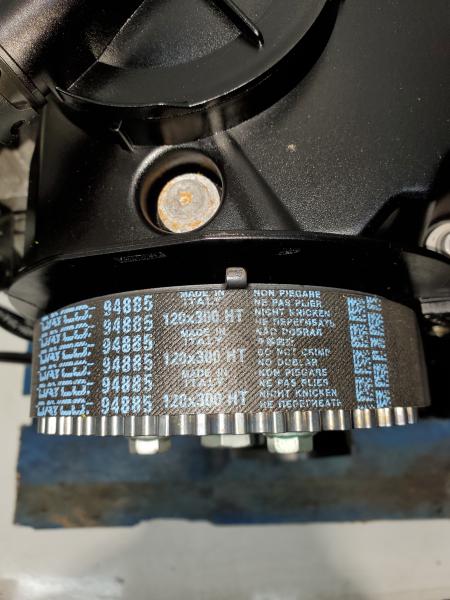 DAYCO 94885 MADE IN ITALY NON PIEGARE
NE PAS PLIER
DAYCO 94885 120x300 HT NIGHT KNICKEN
НЕ ПЕРЕГИБАТЬ
DAYCO 94885 MADE IN ITALY NÃO DOBRAR
DAYCO 94885 120x300 HT DO NOT CRIMP
NO DOBLAR
DAYCO 94885 MADE IN ITALY NON PIEGARE
NE PAS PLIER
DAYCO 94885 120x300 HT NIGHT KNICKEN
НЕ ПЕРЕГИБАТЬ